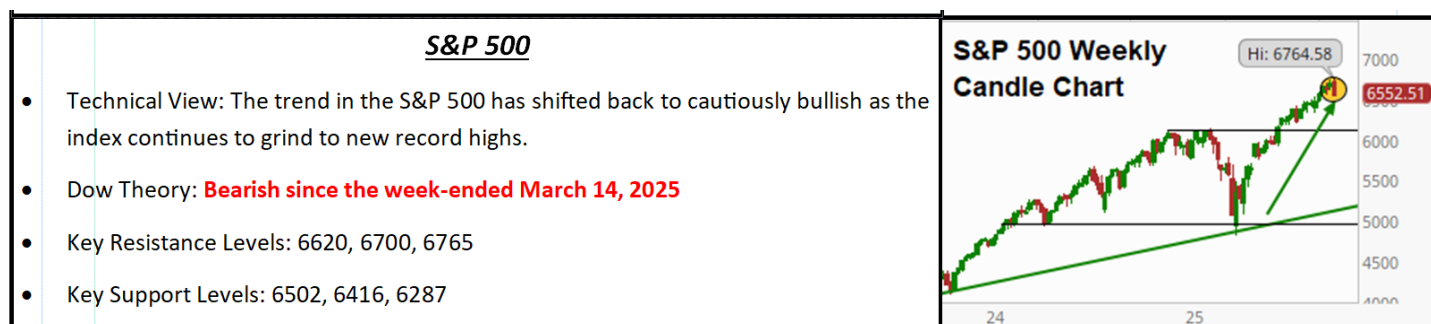 S&P 500
• Technical View: The trend in the S&P 500 has shifted back to cautiously bullish as the
index continues to grind to new record highs.
• Dow Theory: Bearish since the week-ended March 14, 2025
• Key Resistance Levels: 6620, 6700, 6765
• Key Support Levels: 6502, 6416, 6287
S&P 500 Weekly
Candle Chart
Hi: 6764.58
7000
6552.51
6000
5500
5000
4500
4000
24
25